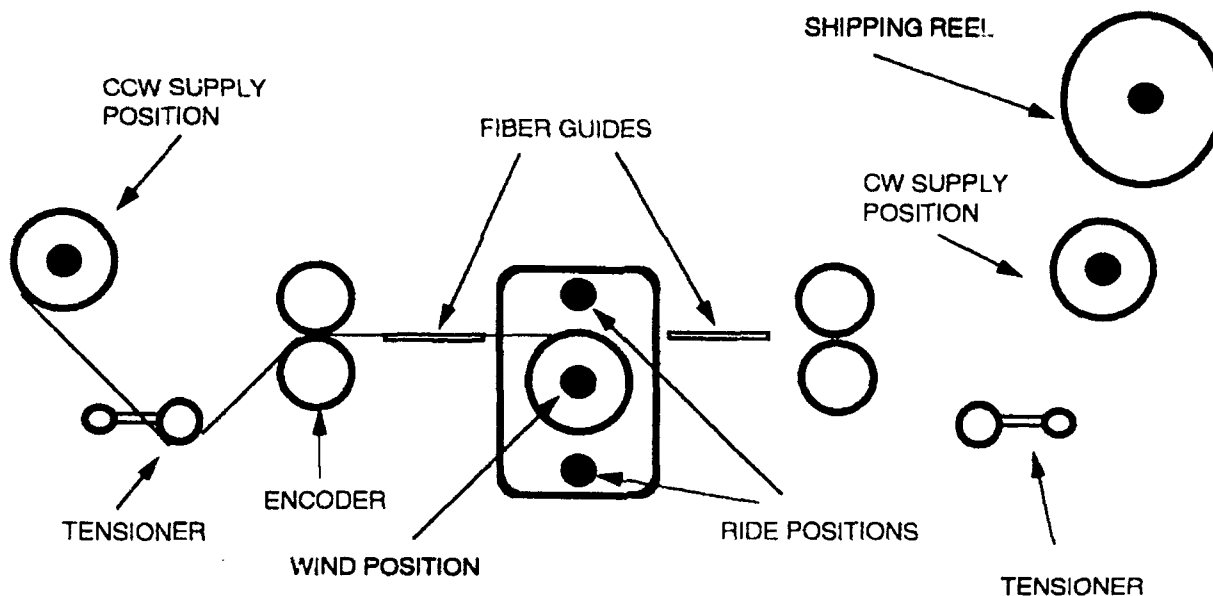 SHIPPING REEL
CCW SUPPLY
POSITION
FIBER GUIDES
CW SUPPLY
POSITION
ENCODER
TENSIONER
RIDE POSITIONS
WIND POSITION
TENSIONER